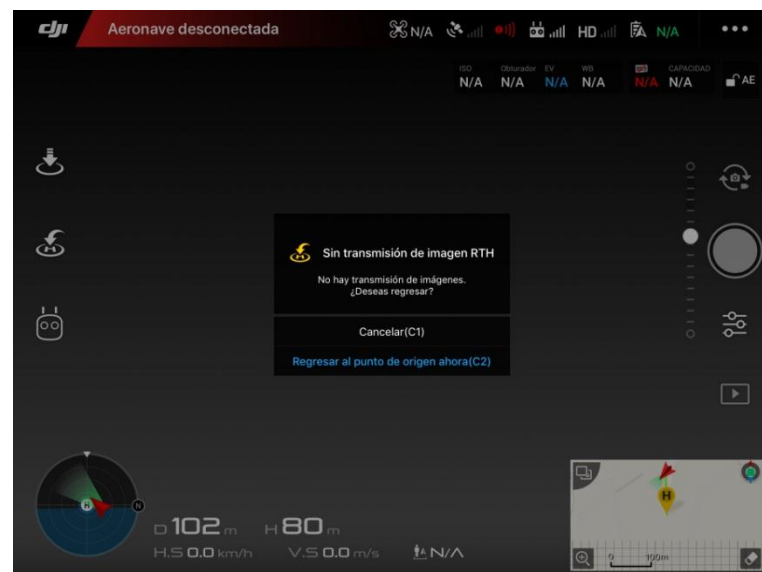 dji Aeronave desconectada N/A HD N/A
ISO Obturador EV WB CAPACIDAD
N/A N/A N/A N/A N/A N/A AE
Sin transmisión de imagen RTH
No hay transmisión de imágenes.
¿Deseas regresar?
Cancelar(C1)
Regresar al punto de origen ahora(C2)
H
N
D 102 m H 80 m
H.S 0.0 km/h V.S 0.0 m/s N/A
H
0 100m